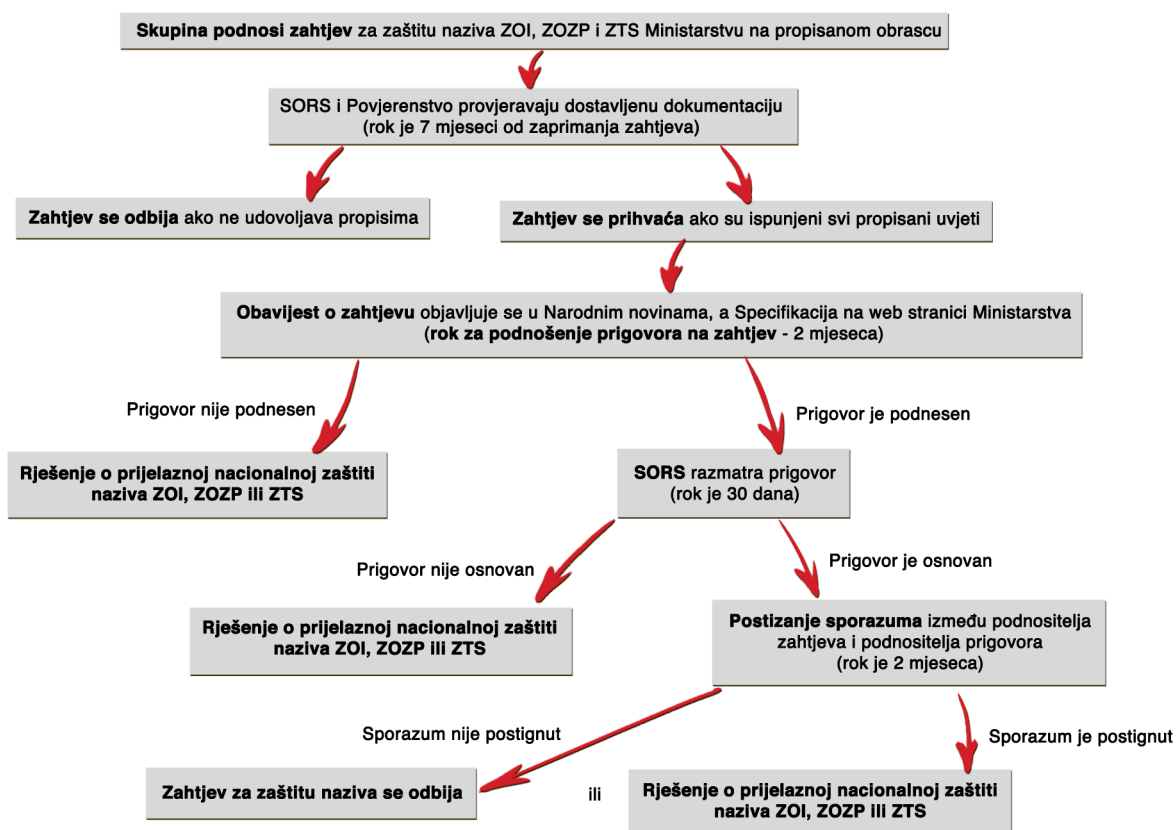 Skupina podnosi zahtjev za zaštitu naziva ZOI, ZOZP i ZTS Ministarstvu na propisanom obrascu
SORS i Povjerenstvo provjeravaju dostavljenu dokumentaciju
(rok je 7 mjeseci od zaprimanja zahtjeva)
Zahtjev se odbija ako ne udovoljava propisima
Zahtjev se prihvaća ako su ispunjeni svi propisani uvjeti
Obavijest o zahtjevu objavljuje se u Narodnim novinama, a Specifikacija na web stranici Ministarstva
(rok za podnošenje prigovora na zahtjev - 2 mjeseca)
Prigovor nije podnesen
Prigovor je podnesen
Rješenje o prijelaznoj nacionalnoj zaštiti
naziva ZOI, ZOZP ili ZTS
SORS razmatra prigovor
(rok je 30 dana)
Prigovor nije osnovan
Prigovor je osnovan
Rješenje o prijelaznoj nacionalnoj zaštiti
naziva ZOI, ZOZP ili ZTS
Postizanje sporazuma između podnositelja
zahtjeva i podnositelja prigovora
(rok je 2 mjeseca)
Sporazum nije postignut
Sporazum je postignut
Zahtjev za zaštitu naziva se odbija
ili
Rješenje o prijelaznoj nacionalnoj zaštiti
naziva ZOI, ZOZP ili ZTS